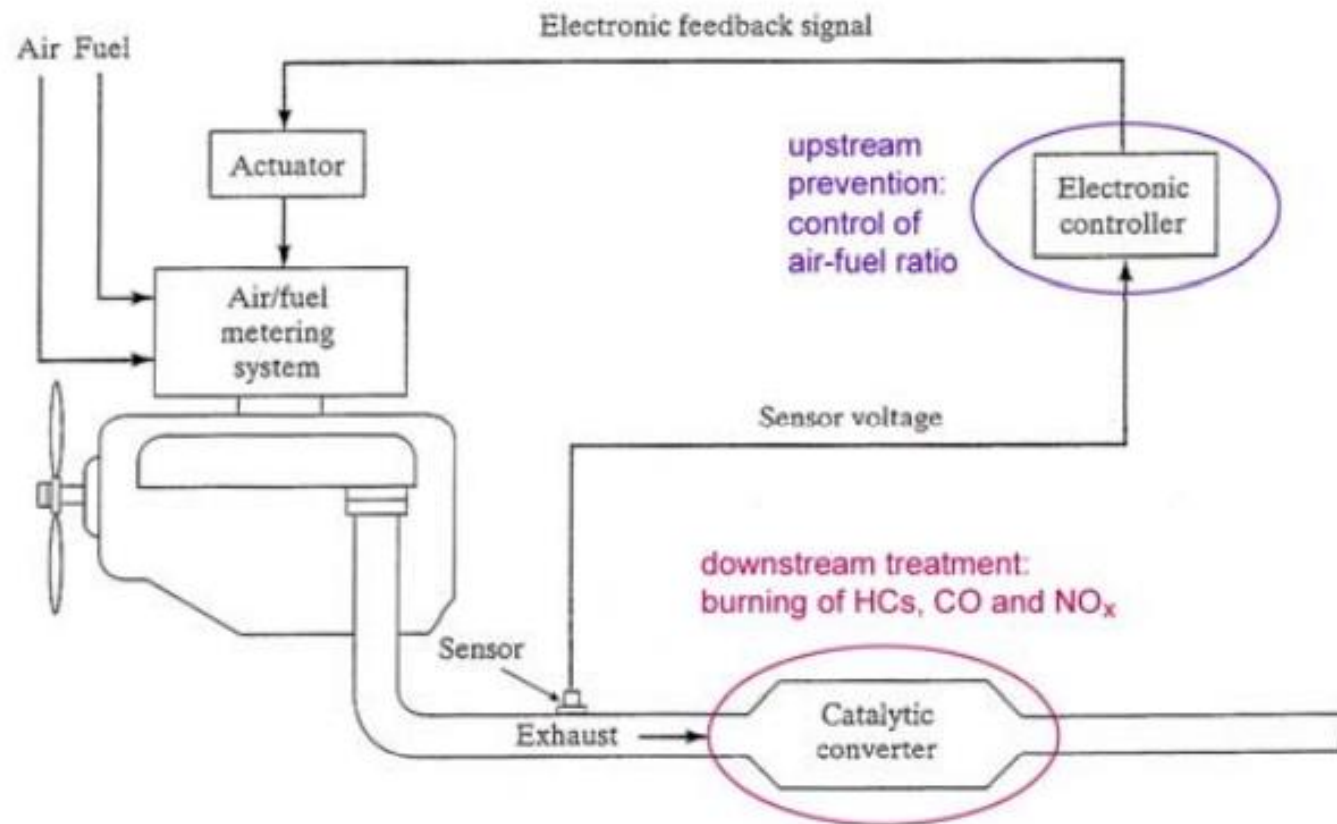 Electronic feedback signal
Air Fuel
Actuator
upstream
prevention:
control of
air-fuel ratio
Electronic
controller
Air/fuel
metering
system
Sensor voltage
downstream treatment:
burning of HCs, CO and NOₓ
Sensor
Exhaust
Catalytic
converter